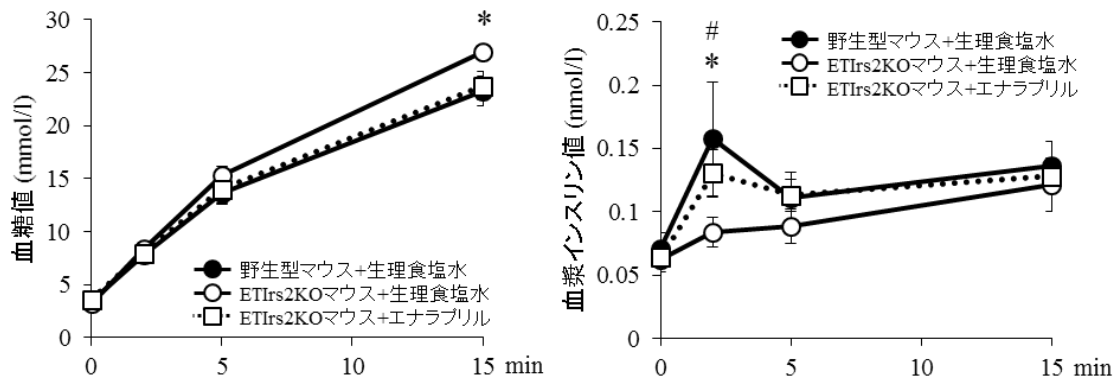 血糖値 (mmol/l)
30
25
20
15
10
5
0
*
野生型マウス+生理食塩水
ETIrs2KOマウス+生理食塩水
ETIrs2KOマウス+エナラプリル
0
5
10
15
min
血漿インスリン値 (nmol/l)
0.25
0.2
0.15
0.1
0.05
0
#
*
野生型マウス+生理食塩水
ETIrs2KOマウス+生理食塩水
ETIrs2KOマウス+エナラプリル
0
5
10
15
min